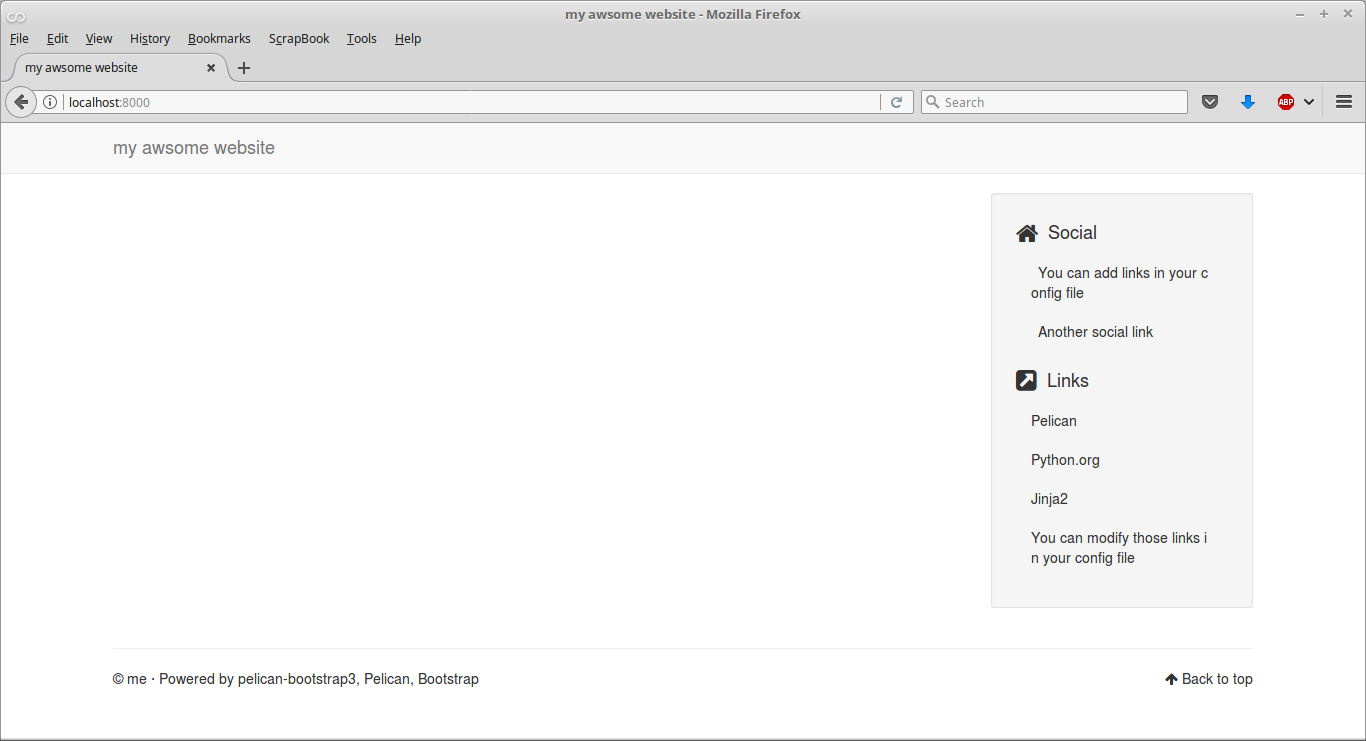 my awsome website - Mozilla Firefox
File Edit View History Bookmarks ScrapBook Tools Help
my awsome website
localhost:8000
Search
ABP
my awsome website
Social
You can add links in your c
onfig file
Another social link
Links
Pelican
Python.org
Jinja2
You can modify those links i
n your config file
© me · Powered by pelican-bootstrap3, Pelican, Bootstrap
Back to top